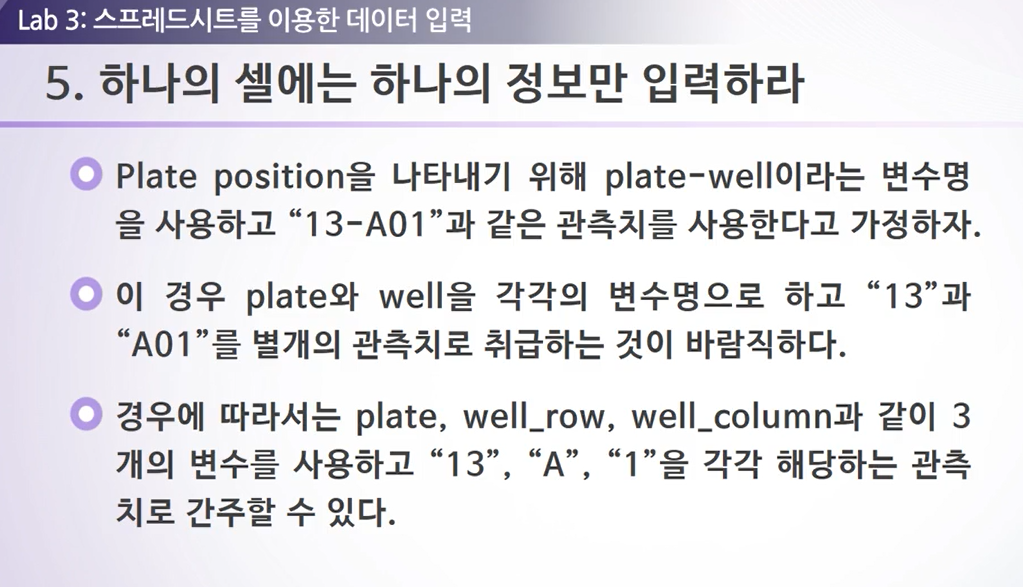 Lab 3: 스프레드시트를 이용한 데이터 입력
5. 하나의 셀에는 하나의 정보만 입력하라
Plate position을 나타내기 위해 plate-well이라는 변수명
을 사용하고 “13-A01”과 같은 관측치를 사용한다고 가정하자.
이 경우 plate와 well을 각각의 변수명으로 하고 “13”과
“A01”를 별개의 관측치로 취급하는 것이 바람직하다.
경우에 따라서는 plate, well_row, well_column과 같이 3
개의 변수를 사용하고 “13”, “A”, “1”을 각각 해당하는 관측
치로 간주할 수 있다.